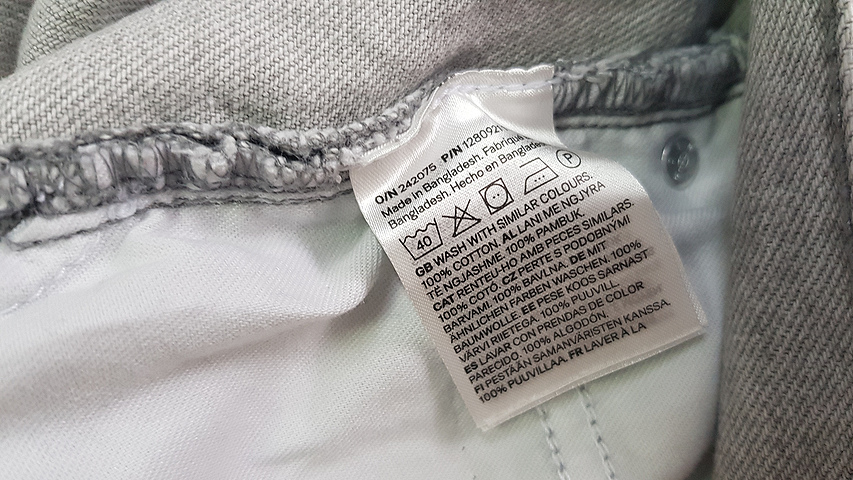 O/N 242075 P/N 128092
Made in Bangladesh. Fabriqué
Bangladesh. Hecho en Bangladesh
40 P
GB WASH WITH SIMILAR COLOURS.
100% COTTON. AL LANI ME NGJYRA
TË NGJASHME. 100% PAMBUK.
CAT RENTEU-HO AMB PECES SIMILARS.
100% COTÓ. CZ PERTE S PODOBNÝMI
BARVAMI. 100% BAVLNA. DE MIT
ÄHNLICHEN FARBEN WASCHEN. 100%
BAUMWOLLE. EE PESE KOOS SARNAST
VÄRVI RIIETEGA. 100% PUUVILL.
ES LAVAR CON PRENDAS DE COLOR
PARECIDO. 100% ALGODÓN.
FI PESTÄÄN SAMANVÄRISTEN KANSSA.
100% PUUVILLAA. FR LAVER À LA